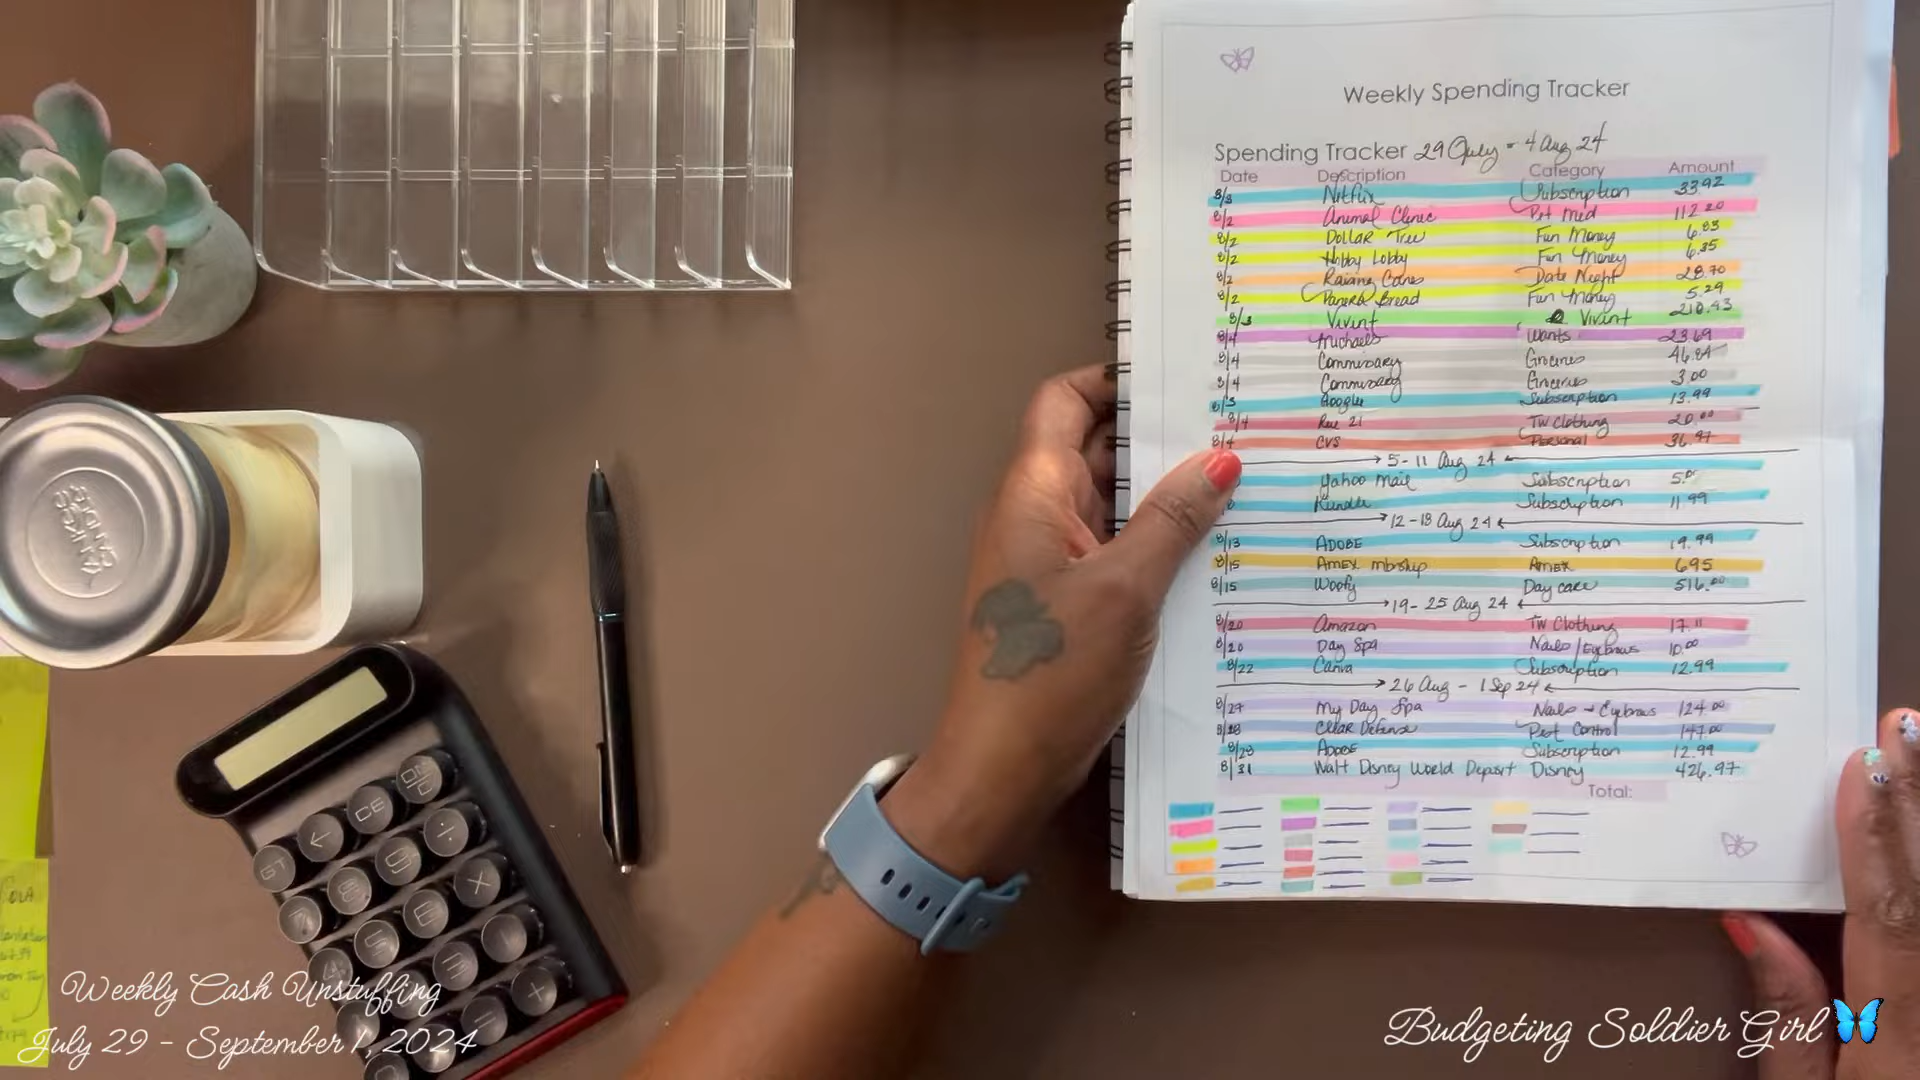 Weekly Spending Tracker
Spending Tracker 29 July - 4 Aug 24
Date Description Category Amount
8/3 Netflix Subscription 33.92
8/2 Animal Clinic Pet Med 112.20
8/2 Dollar Tree Fun Money 6.83
8/2 Hobby Lobby Fun Money 6.35
8/2 Raising Canes Date Night 28.70
8/2 Panera Bread Fun Money 5.29
8/3 Vivint Vivint 210.43
8/4 Michaels Wants 23.69
8/4 Commissary Groceries 46.84
8/4 Commissary Groceries 3.00
8/3 Google Subscription 13.99
8/4 Rue 21 TW Clothing 20.00
8/4 CVS Personal 36.97
→ 5-11 Aug 24 ←
Yahoo Mail Subscription 5.00
Kindle Subscription 11.99
→ 12-18 Aug 24 ←
8/13 ADOBE Subscription 19.99
8/15 AMEX mbrship AMEX 695
8/15 Woofy Day care 516.00
→ 19-25 Aug 24 ←
8/20 Amazon TW Clothing 17.11
8/20 Day Spa Nails/Eyebrows 10.00
8/22 Canva Subscription 12.99
→ 26 Aug - 1 Sep 24 ←
8/27 My Day Spa Nails + Eyebrows 124.00
8/28 Clear Defense Pest Control 147.00
8/28 ADOBE Subscription 12.99
8/31 Walt Disney World Deposit Disney 426.97
Total:
ON/C
CE
GT
Weekly Cash Unstuffing
July 29 - September 1, 2024
Budgeting Soldier Girl